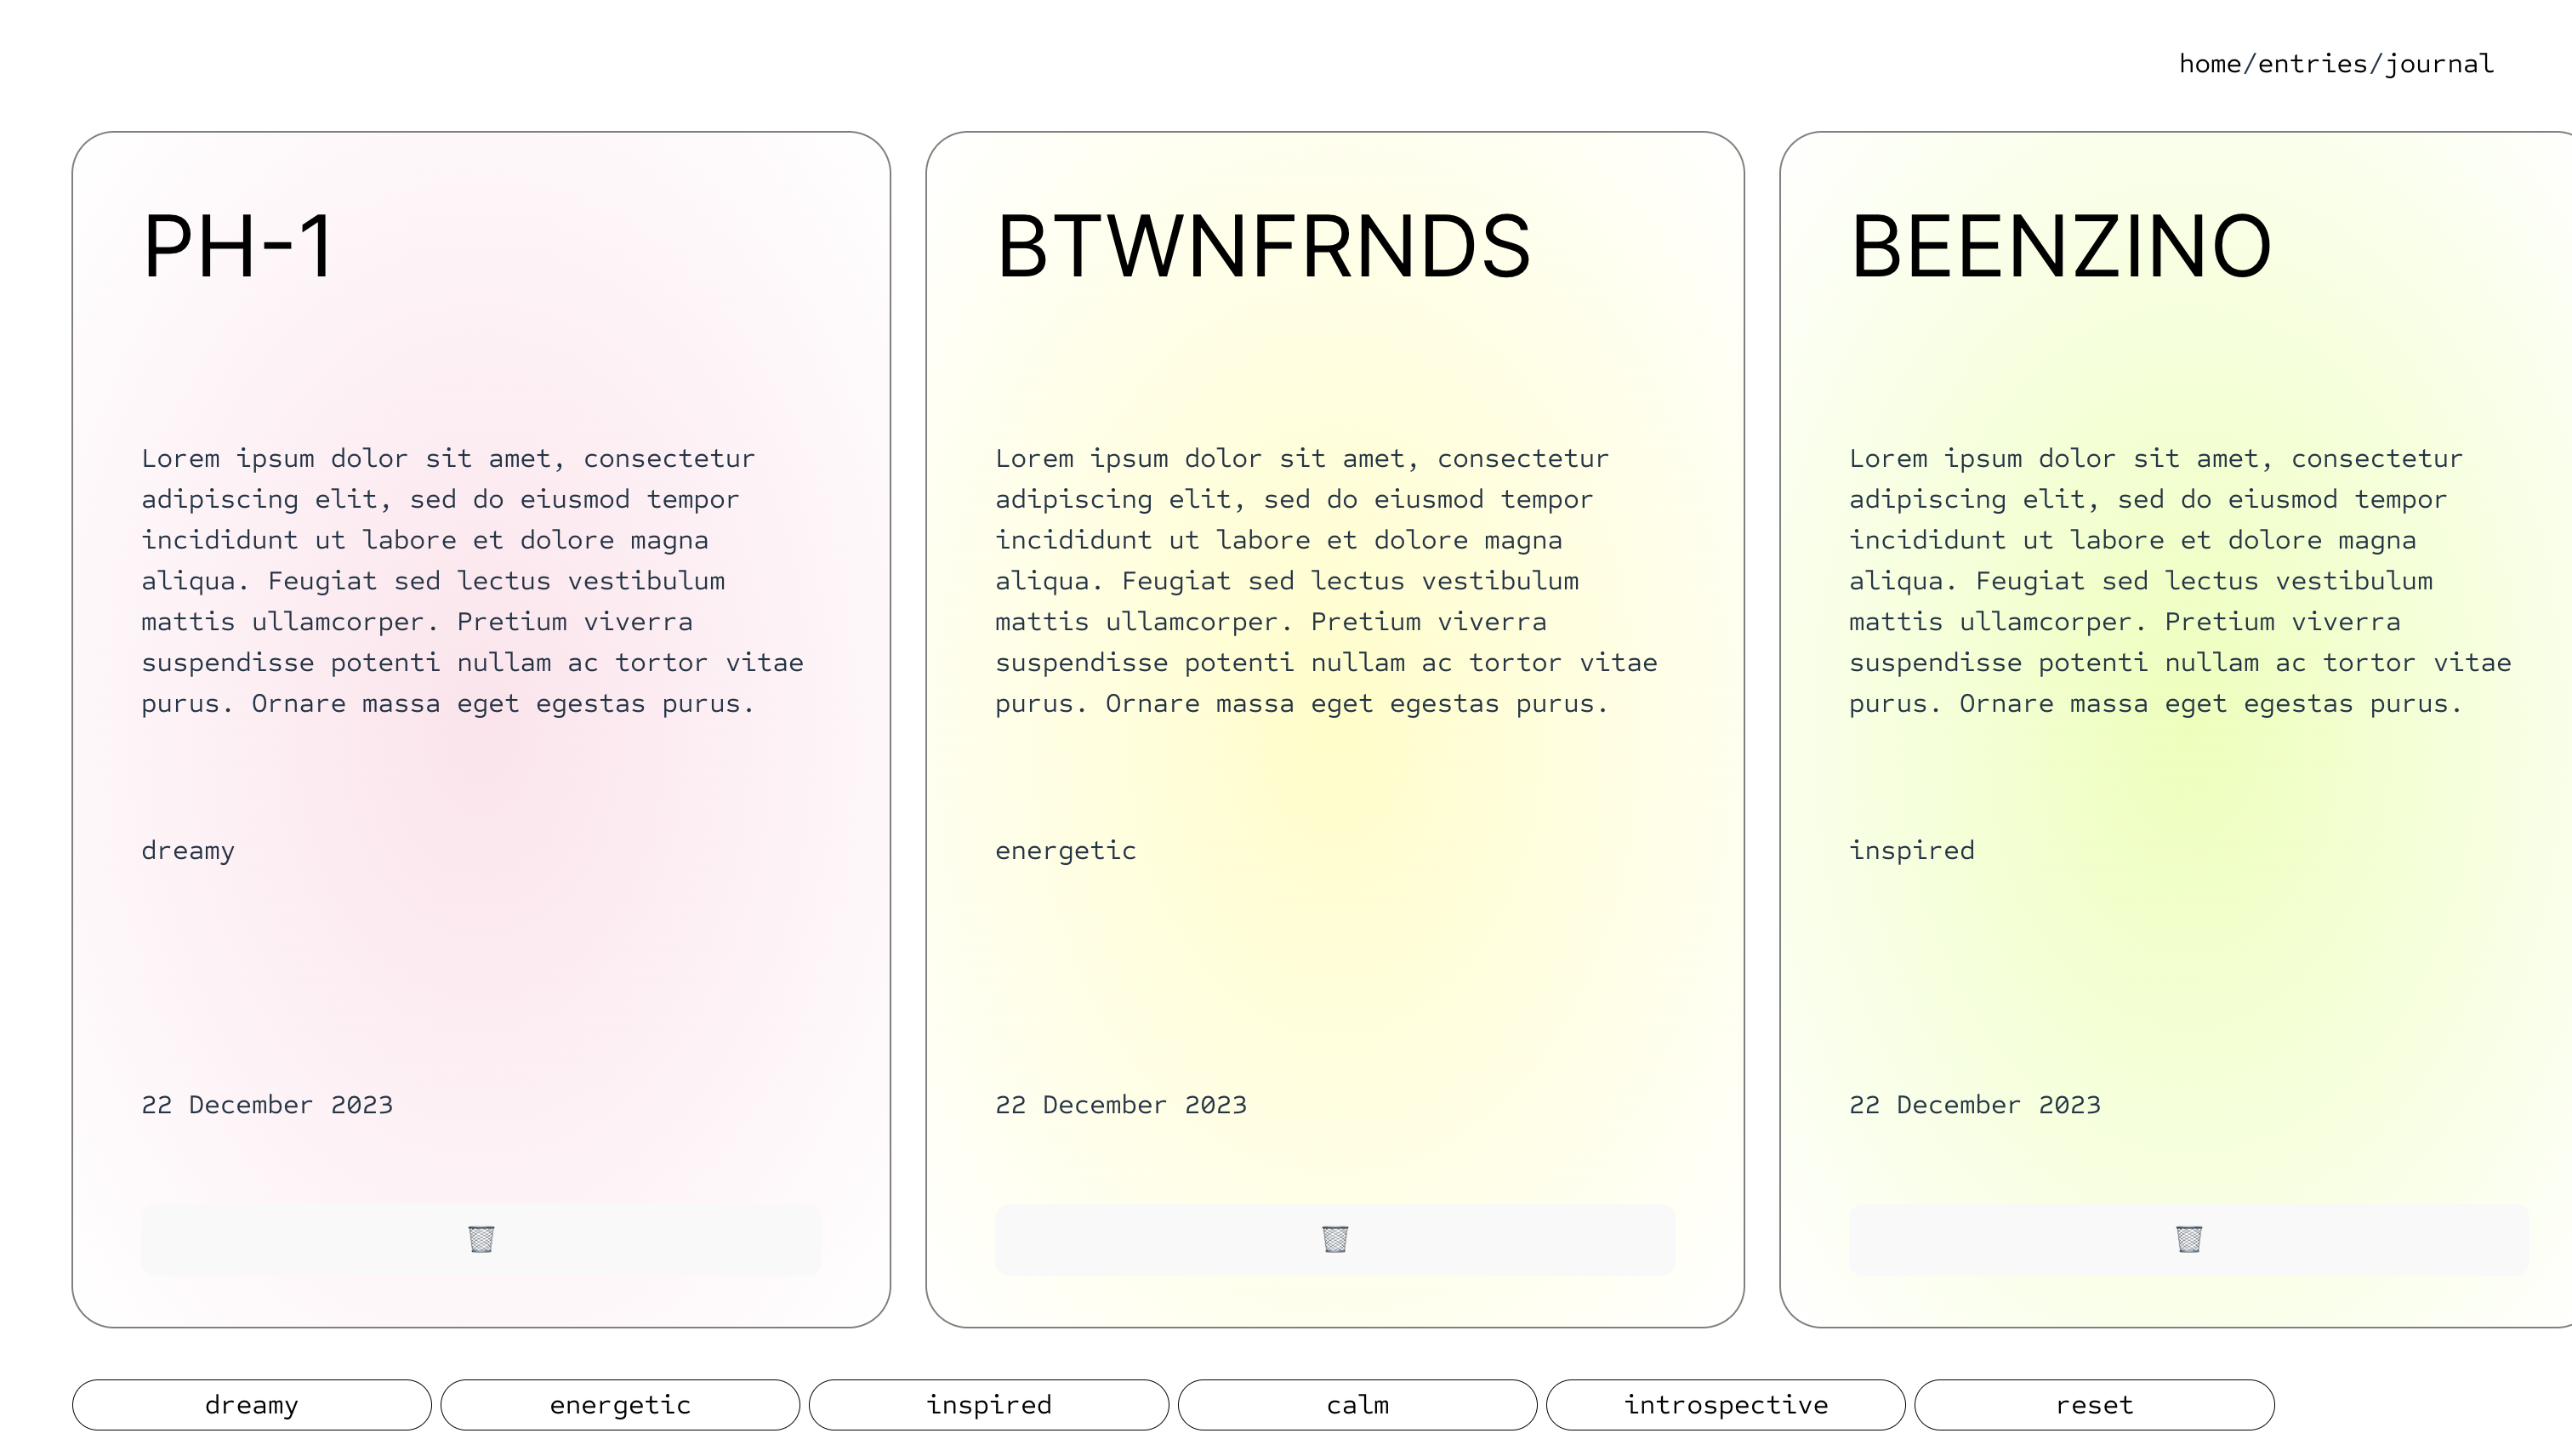 home/entries/journal
PH-1
Lorem ipsum dolor sit amet, consectetur
adipiscing elit, sed do eiusmod tempor
incididunt ut labore et dolore magna
aliqua. Feugiat sed lectus vestibulum
mattis ullamcorper. Pretium viverra
suspendisse potenti nullam ac tortor vitae
purus. Ornare massa eget egestas purus.
dreamy
22 December 2023
BTWNFRNDS
Lorem ipsum dolor sit amet, consectetur
adipiscing elit, sed do eiusmod tempor
incididunt ut labore et dolore magna
aliqua. Feugiat sed lectus vestibulum
mattis ullamcorper. Pretium viverra
suspendisse potenti nullam ac tortor vitae
purus. Ornare massa eget egestas purus.
energetic
22 December 2023
BEENZINO
Lorem ipsum dolor sit amet, consectetur
adipiscing elit, sed do eiusmod tempor
incididunt ut labore et dolore magna
aliqua. Feugiat sed lectus vestibulum
mattis ullamcorper. Pretium viverra
suspendisse potenti nullam ac tortor vitae
purus. Ornare massa eget egestas purus.
inspired
22 December 2023
dreamy
energetic
inspired
calm
introspective
reset